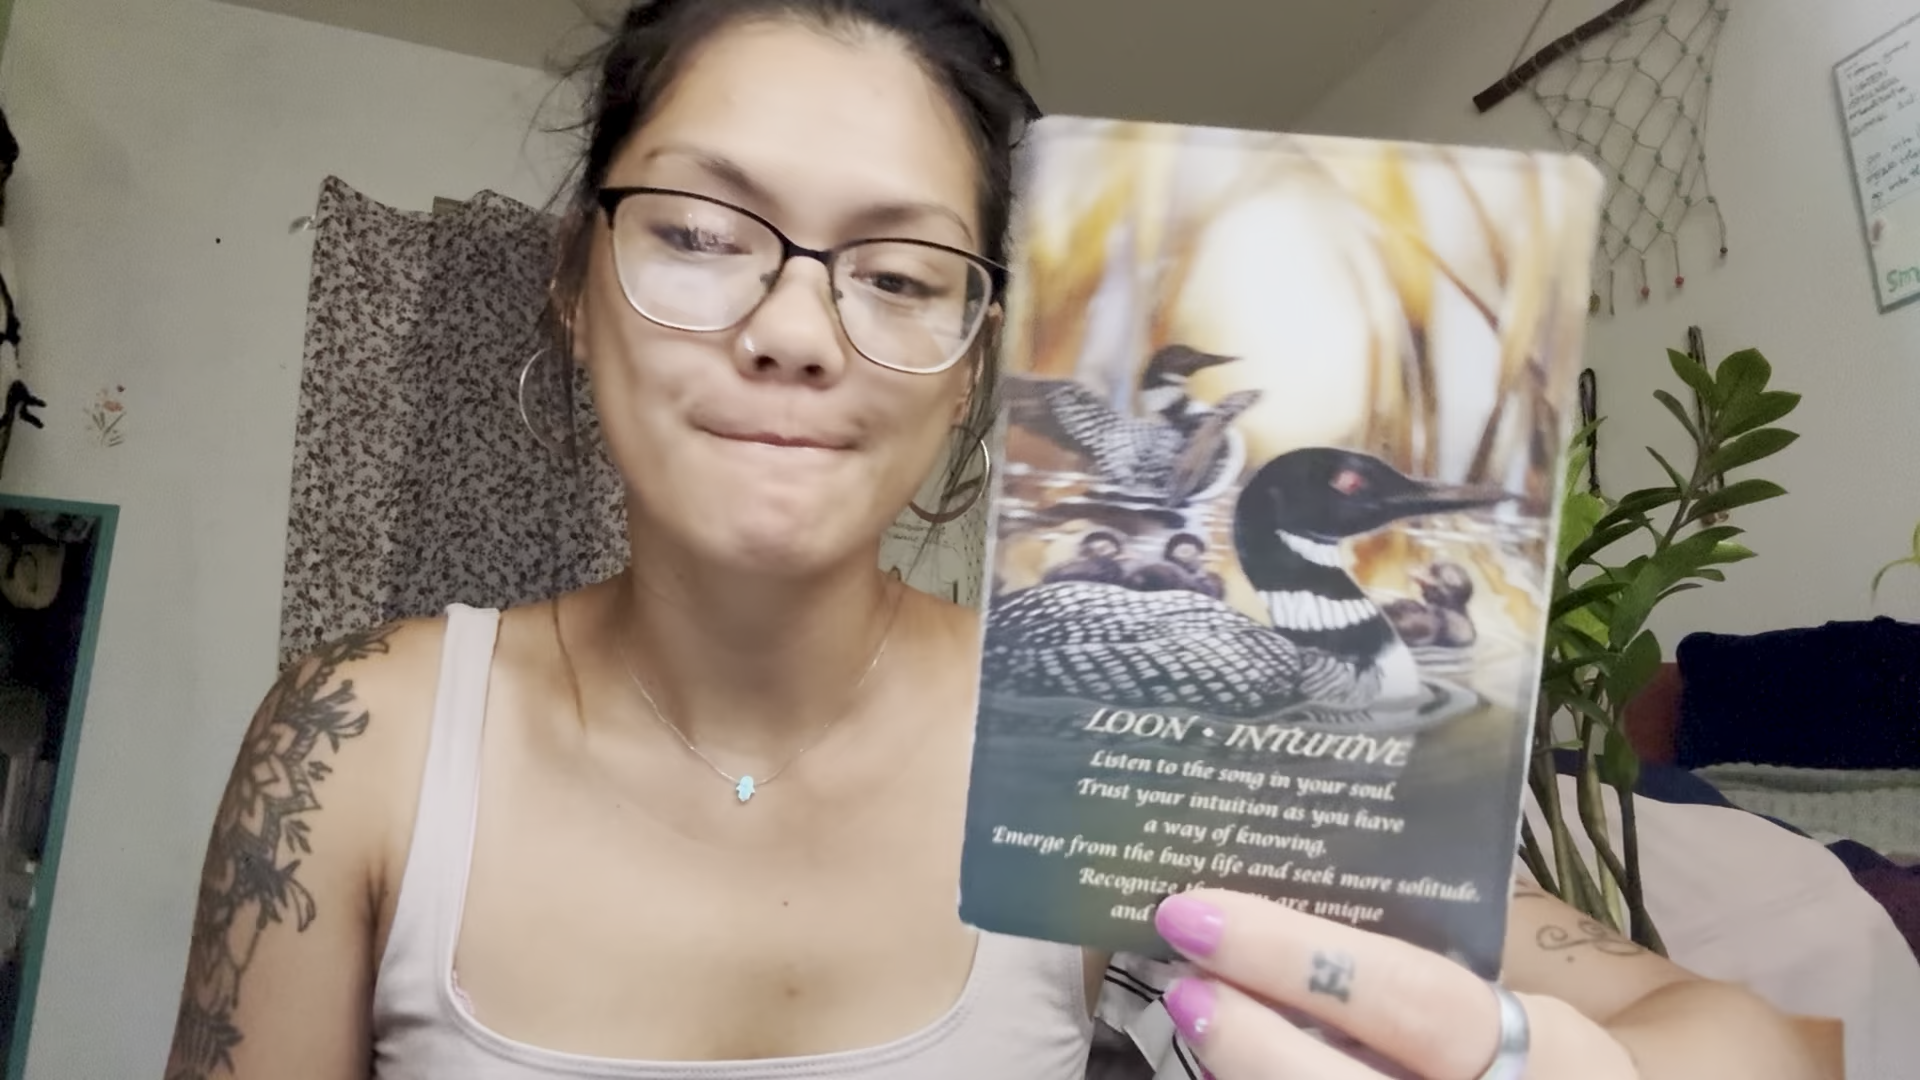 LOON • INTUITIVE
Listen to the song in your soul.
Trust your intuition as you have
a way of knowing.
Emerge from the busy life and seek more solitude.
Recognize are unique
and